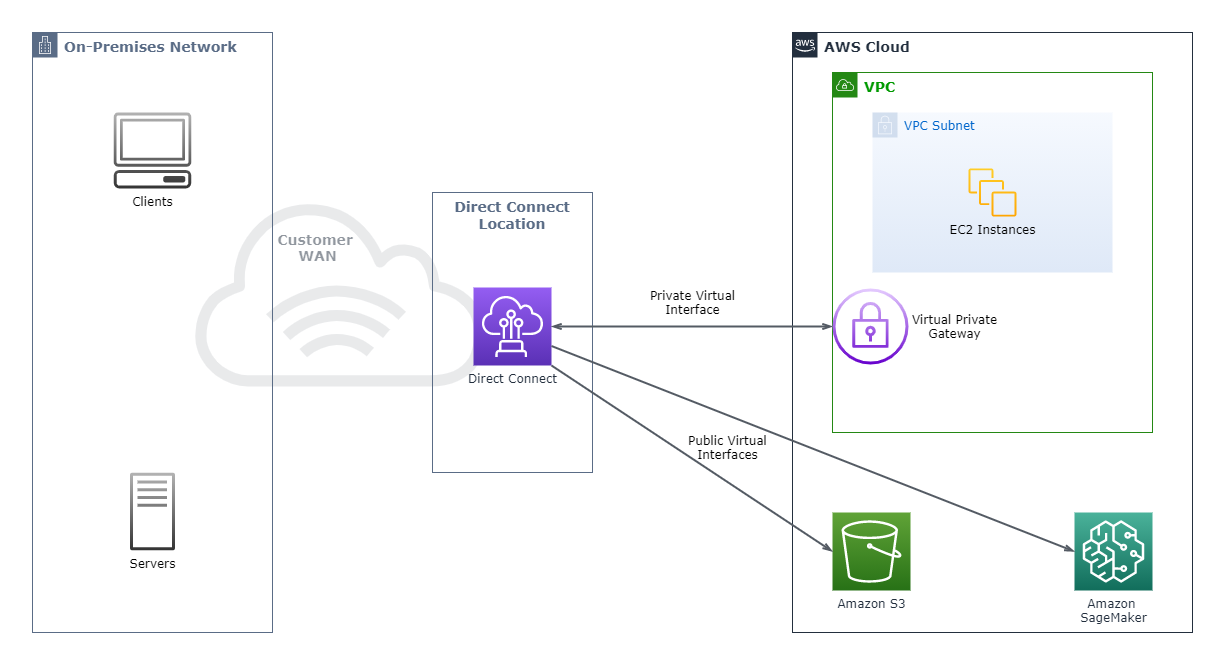 On-Premises Network
Clients
Servers
Customer
WAN
Direct Connect
Location
Direct Connect
Private Virtual
Interface
Public Virtual
Interfaces
aws
AWS Cloud
VPC
VPC Subnet
EC2 Instances
Virtual Private
Gateway
Amazon S3
Amazon
SageMaker